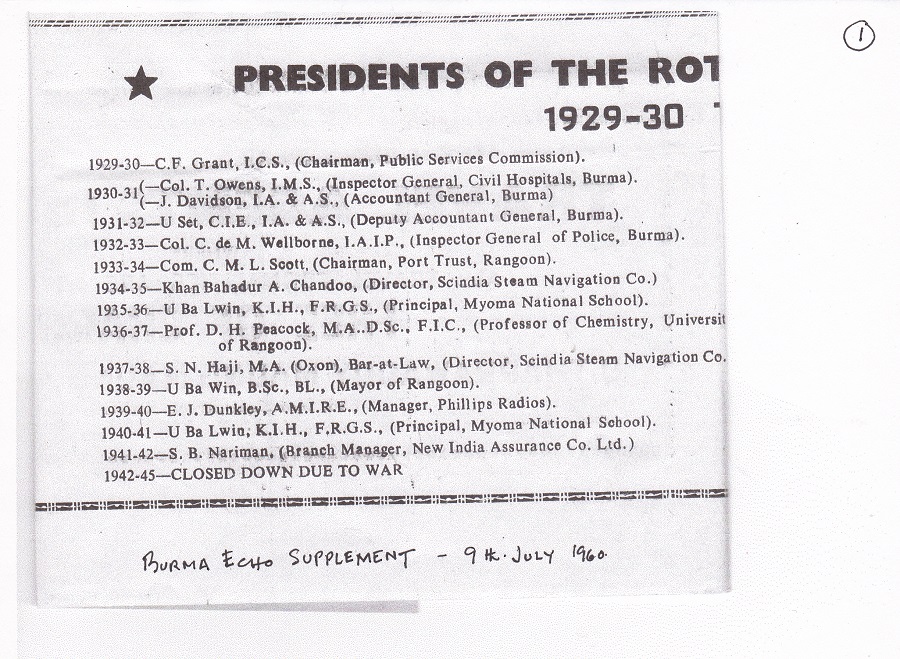 1
★ PRESIDENTS OF THE ROT
1929-30
1929-30—C.F. Grant, I.C.S., (Chairman, Public Services Commission).
1930-31(—Col. T. Owens, I.M.S., (Inspector General, Civil Hospitals, Burma).
(—J. Davidson, I.A. & A.S., (Accountant General, Burma)
1931-32—U Set, C.I.E., I.A. & A.S., (Deputy Accountant General, Burma).
1932-33—Col. C. de M. Wellborne, I.A.I.P., (Inspector General of Police, Burma).
1933-34—Com. C. M. L. Scott, (Chairman, Port Trust, Rangoon).
1934-35—Khan Bahadur A. Chandoo, (Director, Scindia Steam Navigation Co.)
1935-36—U Ba Lwin, K.I.H., F.R.G.S., (Principal, Myoma National School).
1936-37—Prof. D. H. Peacock, M.A..D.Sc., F.I.C., (Professor of Chemistry, Universit
of Rangoon).
1937-38—S. N. Haji, M.A. (Oxon), Bar-at-Law, (Director, Scindia Steam Navigation Co.
1938-39—U Ba Win, B.Sc., BL., (Mayor of Rangoon).
1939-40—E. J. Dunkley, A.M.I.R.E., (Manager, Phillips Radios).
1940-41—U Ba Lwin, K.I.H., F.R.G.S., (Principal, Myoma National School).
1941-42—S. B. Nariman, (Branch Manager, New India Assurance Co. Ltd.)
1942-45—CLOSED DOWN DUE TO WAR
BURMA ECHO SUPPLEMENT - 9th. JULY 1960.